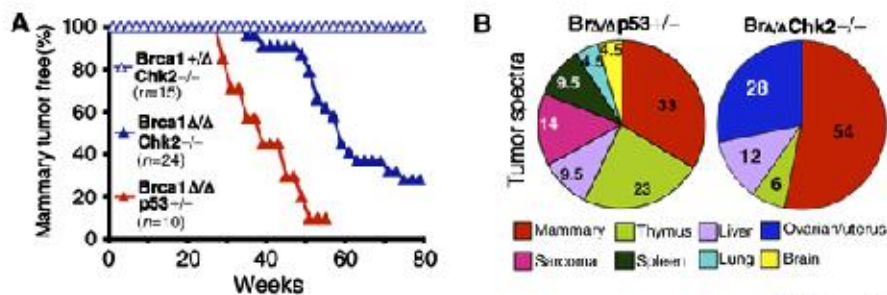 A
Mammary tumor free(%)
100
80
60
40
20
0
Brca1+/Δ
Chk2−/−
(n=15)
Brca1Δ/Δ
Chk2−/−
(n=24)
Brca1Δ/Δ
p53+/−
(n=10)
0 20 40 60 80
Weeks
B
BrΔ/Δp53+/−
BrΔ/ΔChk2−/−
Tumor spectra
4.5
4.5
9.5
14
9.5
23
33
28
12
6
54
Mammary Thymus Liver Ovarian/uterus
Sarcoma Spleen Lung Brain